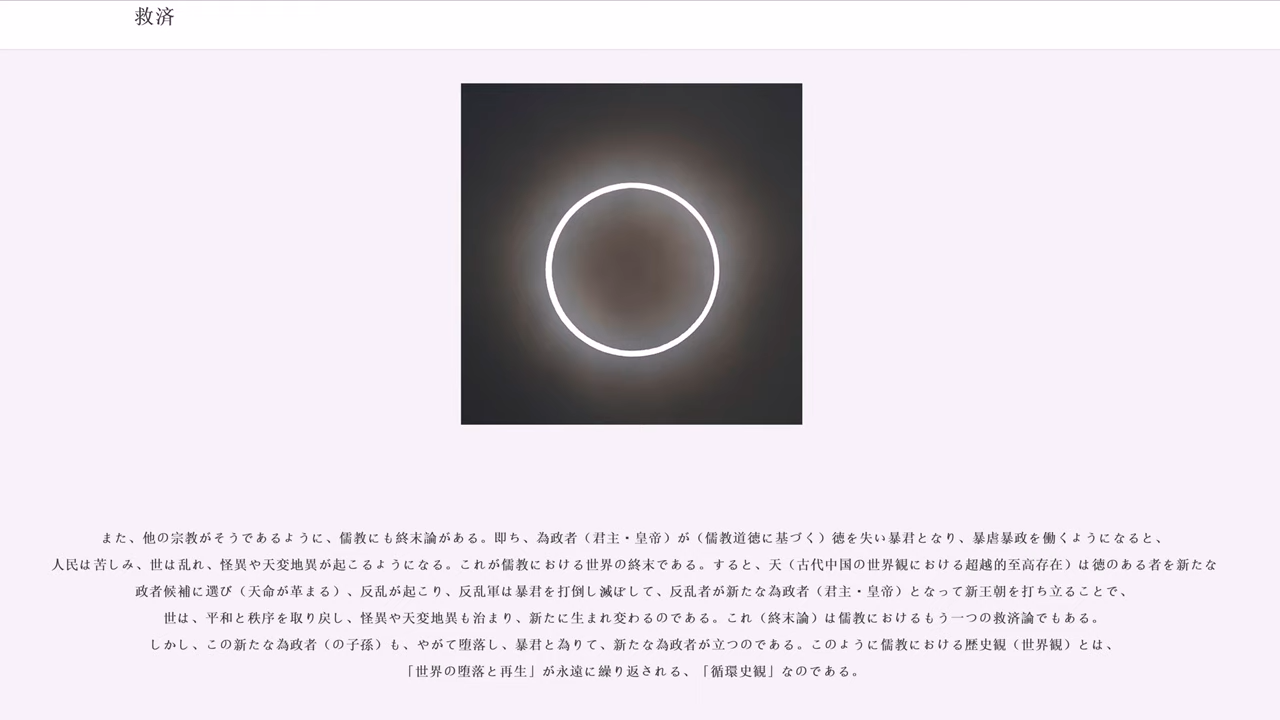 救済
また、他の宗教がそうであるように、儒教にも終末論がある。即ち、為政者（君主・皇帝）が（儒教道徳に基づく）徳を失い暴君となり、暴虐暴政を働くようになると、
人民は苦しみ、世は乱れ、怪異や天変地異が起こるようになる。これが儒教における世界の終末である。すると、天（古代中国の世界観における超越的至高存在）は徳のある者を新たな
政者候補に選び（天命が革まる）、反乱が起こり、反乱軍は暴君を打倒し滅ぼして、反乱者が新たな為政者（君主・皇帝）となって新王朝を打ち立ることで、
世は、平和と秩序を取り戻し、怪異や天変地異も治まり、新たに生まれ変わるのである。これ（終末論）は儒教におけるもう一つの救済論でもある。
しかし、この新たな為政者（の子孫）も、やがて堕落し、暴君と為りて、新たな為政者が立つのである。このように儒教における歴史観（世界観）とは、
「世界の堕落と再生」が永遠に繰り返される、「循環史観」なのである。